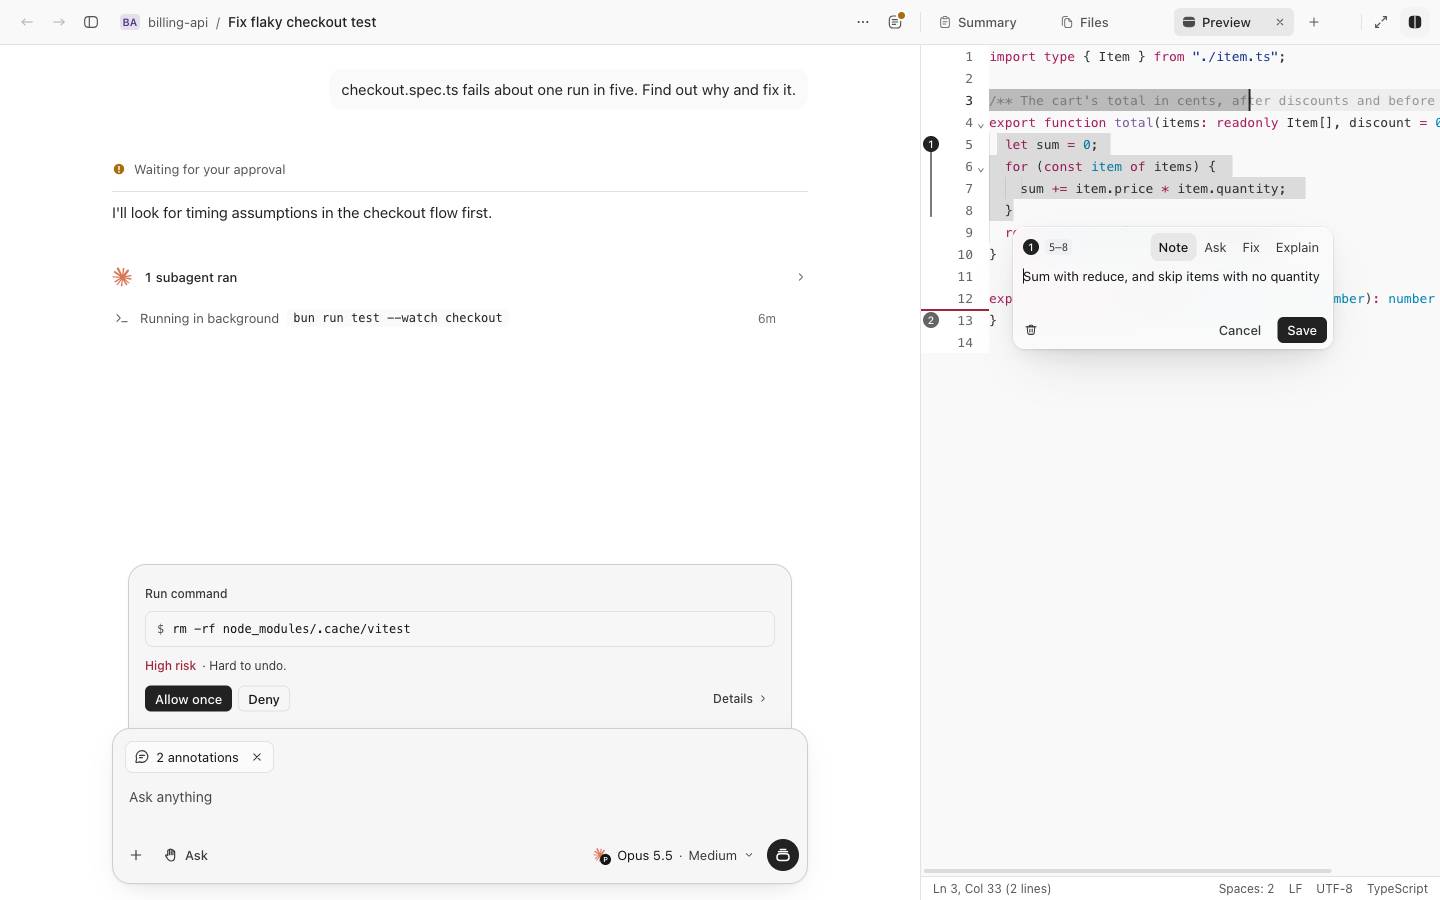 BA billing-api / Fix flaky checkout test
Summary
Files
Preview
checkout.spec.ts fails about one run in five. Find out why and fix it.
Waiting for your approval
I'll look for timing assumptions in the checkout flow first.
1 subagent ran
Running in background bun run test --watch checkout 6m
Run command
$ rm -rf node_modules/.cache/vitest
High risk · Hard to undo.
Allow once
Deny
Details
2 annotations
Ask anything
Ask
P
Opus 5.5 · Medium
1 import type { Item } from "./item.ts";
2
3 /** The cart's total in cents, after discounts and before
4 export function total(items: readonly Item[], discount = 0
1
5 let sum = 0;
6 for (const item of items) {
7 sum += item.price * item.quantity;
8 }
9
10 }
11
12 exp mber): number
2
13 }
14
1 5–8
Note
Ask
Fix
Explain
Sum with reduce, and skip items with no quantity
Cancel
Save
Ln 3, Col 33 (2 lines)
Spaces: 2
LF
UTF-8
TypeScript